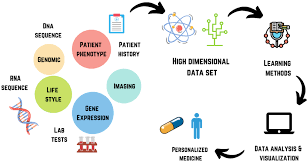 DNA
SEQUENCE
PATIENT
PHENOTYPE
PATIENT
HISTORY
GENOMIC
RNA
SEQUENCE
LIFE
STYLE
IMAGING
GENE
EXPRESSION
LAB
TESTS
HIGH DIMENSIONAL
DATA SET
LEARNING
METHODS
DATA ANALYSIS &
VISUALIZATION
PERSONALIZED
MEDICINE